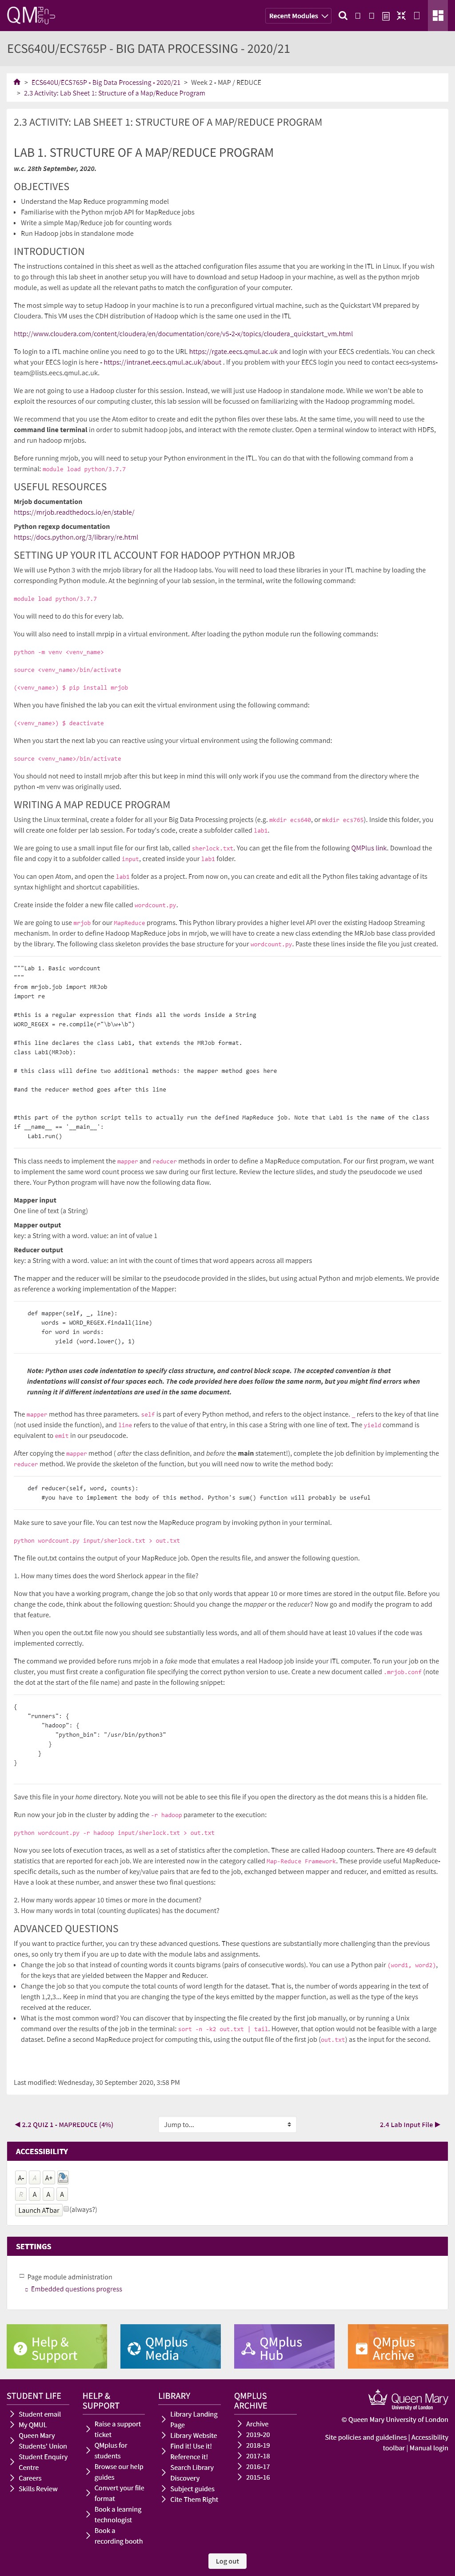 QM
Recent Modules
ECS640U/ECS765P - BIG DATA PROCESSING - 2020/21
> ECS640U/ECS765P - Big Data Processing - 2020/21 > Week 2 - MAP / REDUCE
> 2.3 Activity: Lab Sheet 1: Structure of a Map/Reduce Program
2.3 ACTIVITY: LAB SHEET 1: STRUCTURE OF A MAP/REDUCE PROGRAM
LAB 1. STRUCTURE OF A MAP/REDUCE PROGRAM
w.c. 28th September, 2020.
OBJECTIVES
• Understand the Map Reduce programming model
• Familiarise with the Python mrjob API for MapReduce jobs
• Write a simple Map/Reduce job for counting words
• Run Hadoop jobs in standalone mode
INTRODUCTION
The instructions contained in this sheet as well as the attached configuration files assume that you are working on the ITL in Linux. If you wish
to go through this lab sheet in another setup you will have to download and setup Hadoop in your machine, as well as the python mrjob
module, as well as update all the relevant paths to match the configuration of your computer.
The most simple way to setup Hadoop in your machine is to run a preconfigured virtual machine, such as the Quickstart VM prepared by
Cloudera. This VM uses the CDH distribution of Hadoop which is the same one used in the ITL
http://www.cloudera.com/content/cloudera/en/documentation/core/v5-2-x/topics/cloudera_quickstart_vm.html
To login to a ITL machine online you need to go to the URL https://rgate.eecs.qmul.ac.uk and login with your EECS credentials. You can check
what your EECS login is here - https://intranet.eecs.qmul.ac.uk/about . If you problem with your EECS login you need to contact eecs-systems-
team@lists.eecs.qmul.ac.uk.
We are not going to use a Hadoop cluster for this session. Instead, we will just use Hadoop in standalone mode. While we're not be able to
exploit the resources of our computing cluster, this lab session will be focussed on familiarizing with the Hadoop programming model.
We recommend that you use the Atom editor to create and edit the python files over these labs. At the same time, you will need to use the
command line terminal in order to submit hadoop jobs, and interact with the remote cluster. Open a terminal window to interact with HDFS,
and run hadoop mrjobs.
Before running mrjob, you will need to setup your Python environment in the ITL. You can do that with the following command from a
terminal: module load python/3.7.7
USEFUL RESOURCES
Mrjob documentation
https://mrjob.readthedocs.io/en/stable/
Python regexp documentation
https://docs.python.org/3/library/re.html
SETTING UP YOUR ITL ACCOUNT FOR HADOOP PYTHON MRJOB
We will use Python 3 with the mrjob library for all the Hadoop labs. You will need to load these libraries in your ITL machine by loading the
corresponding Python module. At the beginning of your lab session, in the terminal, write the following command:
module load python/3.7.7
You will need to do this for every lab.
You will also need to install mrpip in a virtual environment. After loading the python module run the following commands:
python -m venv <venv_name>
source <venv_name>/bin/activate
(<venv_name>) $ pip install mrjob
When you have finished the lab you can exit the virtual environment using the following command:
(<venv_name>) $ deactivate
When you start the next lab you can reactive using your virtual environment using the following command:
source <venv_name>/bin/activate
You should not need to install mrjob after this but keep in mind this will only work if you use the command from the directory where the
python -m venv was originally used.
WRITING A MAP REDUCE PROGRAM
Using the Linux terminal, create a folder for all your Big Data Processing projects (e.g. mkdir ecs640, or mkdir ecs765). Inside this folder, you
will create one folder per lab session. For today's code, create a subfolder called lab1.
We are going to use a small input file for our first lab, called sherlock.txt. You can get the file from the following QMPlus link. Download the
file and copy it to a subfolder called input, created inside your lab1 folder.
You can open Atom, and open the lab1 folder as a project. From now on, you can create and edit all the Python files taking advantage of its
syntax highlighting and shortcut capabilities.
Create inside the folder a new file called wordcount.py.
We are going to use mrjob for our MapReduce programs. This Python library provides a higher level API over the existing Hadoop Streaming
mechanism. In order to define Hadoop MapReduce jobs in mrjob, we will have to create a new class extending the MRJob base class provided
by the library. The following class skeleton provides the base structure for your wordcount.py. Paste these lines inside the file you just created.
"""Lab 1. Basic wordcount
"""
from mrjob.job import MRJob
import re
#this is a regular expression that finds all the words inside a String
WORD_REGEX = re.compile(r"\b\w+\b")
#This line declares the class Lab1, that extends the MRJob format.
class Lab1(MRJob):
# this class will define two additional methods: the mapper method goes here
#and the reducer method goes after this line
#this part of the python script tells to actually run the defined MapReduce job. Note that Lab1 is the name of the class
if __name__ == '__main__':
    Lab1.run()
This class needs to implement the mapper and reducer methods in order to define a MapReduce computation. For our first program, we want
to implement the same word count process we saw during our first lecture. Review the lecture slides, and study the pseudocode we used
there. Your Python program will have now the following data flow.
Mapper input
One line of text (a String)
Mapper output
key: a String with a word. value: an int of value 1
Reducer output
key: a String with a word. value: an int with the count of times that word appears across all mappers
The mapper and the reducer will be similar to the pseudocode provided in the slides, but using actual Python and mrjob elements. We provide
as reference a working implementation of the Mapper:
    def mapper(self, _, line):
        words = WORD_REGEX.findall(line)
        for word in words:
            yield (word.lower(), 1)
Note: Python uses code indentation to specify class structure, and control block scope. The accepted convention is that
indentations will consist of four spaces each. The code provided here does follow the same norm, but you might find errors when
running it if different indentations are used in the same document.
The mapper method has three parameters. self is part of every Python method, and refers to the object instance. _ refers to the key of that line
(not used inside the function), and line refers to the value of that entry, in this case a String with one line of text. The yield command is
equivalent to emit in our pseudocode.
After copying the mapper method ( after the class definition, and before the main statement!), complete the job definition by implementing the
reducer method. We provide the skeleton of the function, but you will need now to write the method body:
    def reducer(self, word, counts):
        #you have to implement the body of this method. Python's sum() function will probably be useful
Make sure to save your file. You can test now the MapReduce program by invoking python in your terminal.
python wordcount.py input/sherlock.txt > out.txt
The file out.txt contains the output of your MapReduce job. Open the results file, and answer the following question.
1. How many times does the word Sherlock appear in the file?
Now that you have a working program, change the job so that only words that appear 10 or more times are stored in the output file. Before you change the
code, think about the following question: Should you change the mapper or the reducer? Now go and modify the program to add
that feature.
When you open the out.txt file now you should see substantially less words, and all of them should have at least 10 values if the code was
implemented correctly.
The command we provided before runs mrjob in a fake mode that emulates a real Hadoop job inside your ITL computer. To run your job on the
cluster, you must first create a configuration file specifying the correct python version to use. Create a new document called .mrjob.conf (note
the dot at the start of the file name) and paste in the following snippet:
{
    "runners": {
        "hadoop": {
            "python_bin": "/usr/bin/python3"
          }
       }
}
Save this file in your home directory. Note you will not be able to see this file if you open the directory as the dot means this is a hidden file.
Run now your job in the cluster by adding the -r hadoop parameter to the execution:
python wordcount.py -r hadoop input/sherlock.txt > out.txt
Now you see lots of execution traces, as well as a set of statistics after the completion. These are called Hadoop counters. There are 49 default
statistics that are reported for each job. We are interested now in the category called Map-Reduce Framework. These provide useful MapReduce-
specific details, such as the number of key/value pairs that are fed to the job, exchanged between mapper and reducer, and emitted as results.
Have a look at these number, and answer these two final questions:
2. How many words appear 10 times or more in the document?
3. How many words in total (counting duplicates) has the document?
ADVANCED QUESTIONS
If you want to practice further, you can try these advanced questions. These questions are substantially more challenging than the previous
ones, so only try them if you are up to date with the module labs and assignments.
• Change the job so that instead of counting words it counts bigrams (pairs of consecutive words). You can use a Python pair (word1, word2),
for the keys that are yielded between the Mapper and Reducer.
• Change the job so that you compute the total counts of word length for the dataset. That is, the number of words appearing in the text of
length 1,2,3... Keep in mind that you are changing the type of the keys emitted by the mapper function, as well as the type of the keys
received at the reducer.
• What is the most common word? You can discover that by inspecting the file created by the first job manually, or by running a Unix
command over the results of the job in the terminal: sort -n -k2 out.txt | tail. However, that option would not be feasible with a large
dataset. Define a second MapReduce project for computing this, using the output file of the first job (out.txt) as the input for the second.
Last modified: Wednesday, 30 September 2020, 3:58 PM
◀ 2.2 QUIZ 1 - MAPREDUCE (4%)
Jump to...
2.4 Lab Input File ▶
ACCESSIBILITY
A- A A+
R A A A
Launch ATbar (always?)
SETTINGS
Page module administration
Embedded questions progress
Help & Support
QMplus Media
QMplus Hub
QMplus Archive
STUDENT LIFE
Student email
My QMUL
Queen Mary
Students' Union
Student Enquiry
Centre
Careers
Skills Review
HELP &
SUPPORT
Raise a support
ticket
QMplus for
students
Browse our help
guides
Convert your file
format
Book a learning
technologist
Book a
recording booth
LIBRARY
Library Landing
Page
Library Website
Find it! Use it!
Reference it!
Search Library
Discovery
Subject guides
Cite Them Right
QMPLUS
ARCHIVE
Archive
2019-20
2018-19
2017-18
2016-17
2015-16
Queen Mary
University of London
© Queen Mary University of London
Site policies and guidelines | Accessibility
toolbar | Manual login
Log out